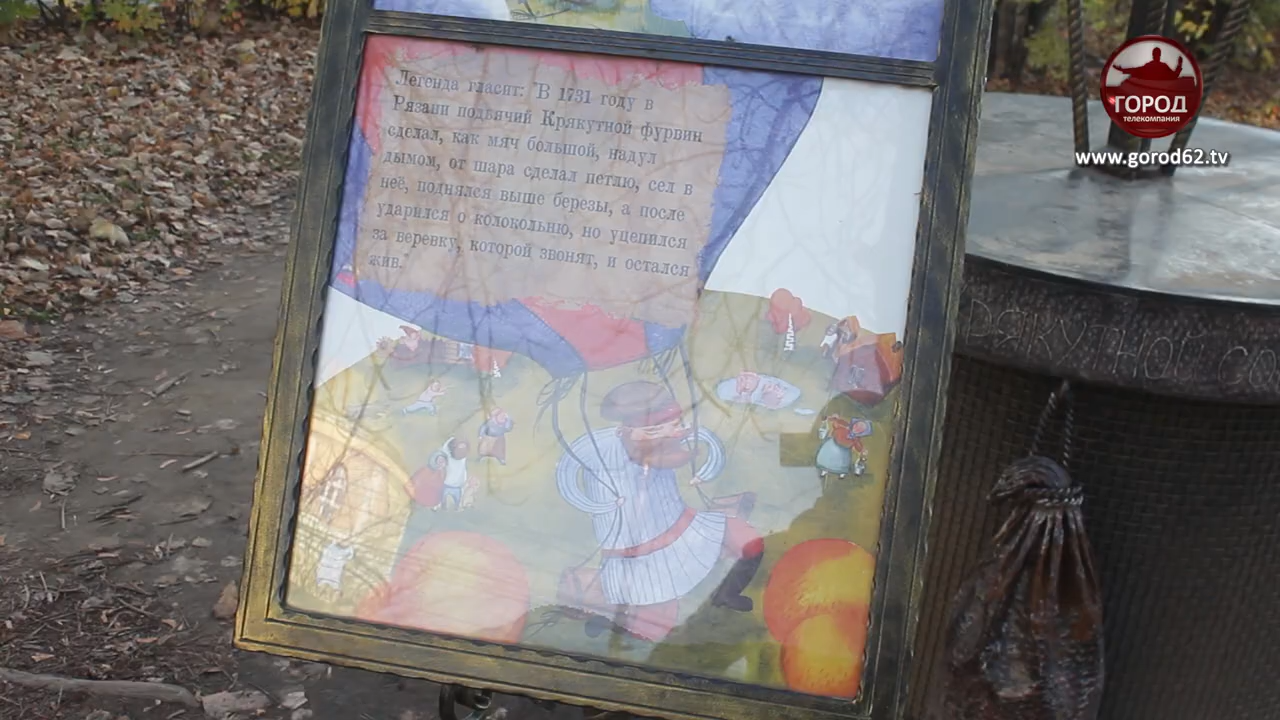 Легенда гласит: "В 1731 году в
Рязани подьячий Крякутной фурвин
сделал, как мяч большой, надул
дымом, от шара сделал петлю, сел в
неё, поднялся выше березы, а после
ударился о колокольню, но уцепился
за веревку, которой звонят, и остался
жив."
ГОРОД
телекомпания
www.gorod62.tv